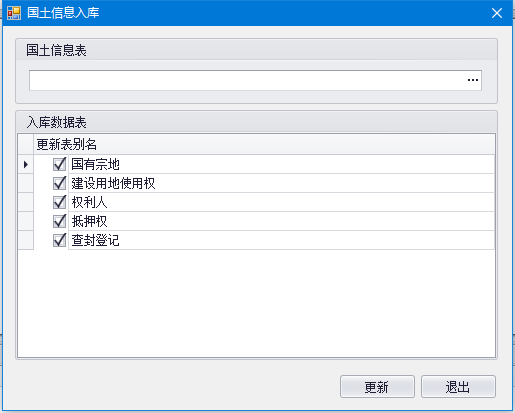 国土信息入库
国土信息表
...
入库数据表
更新表别名
国有宗地
建设用地使用权
权利人
抵押权
查封登记
更新
退出